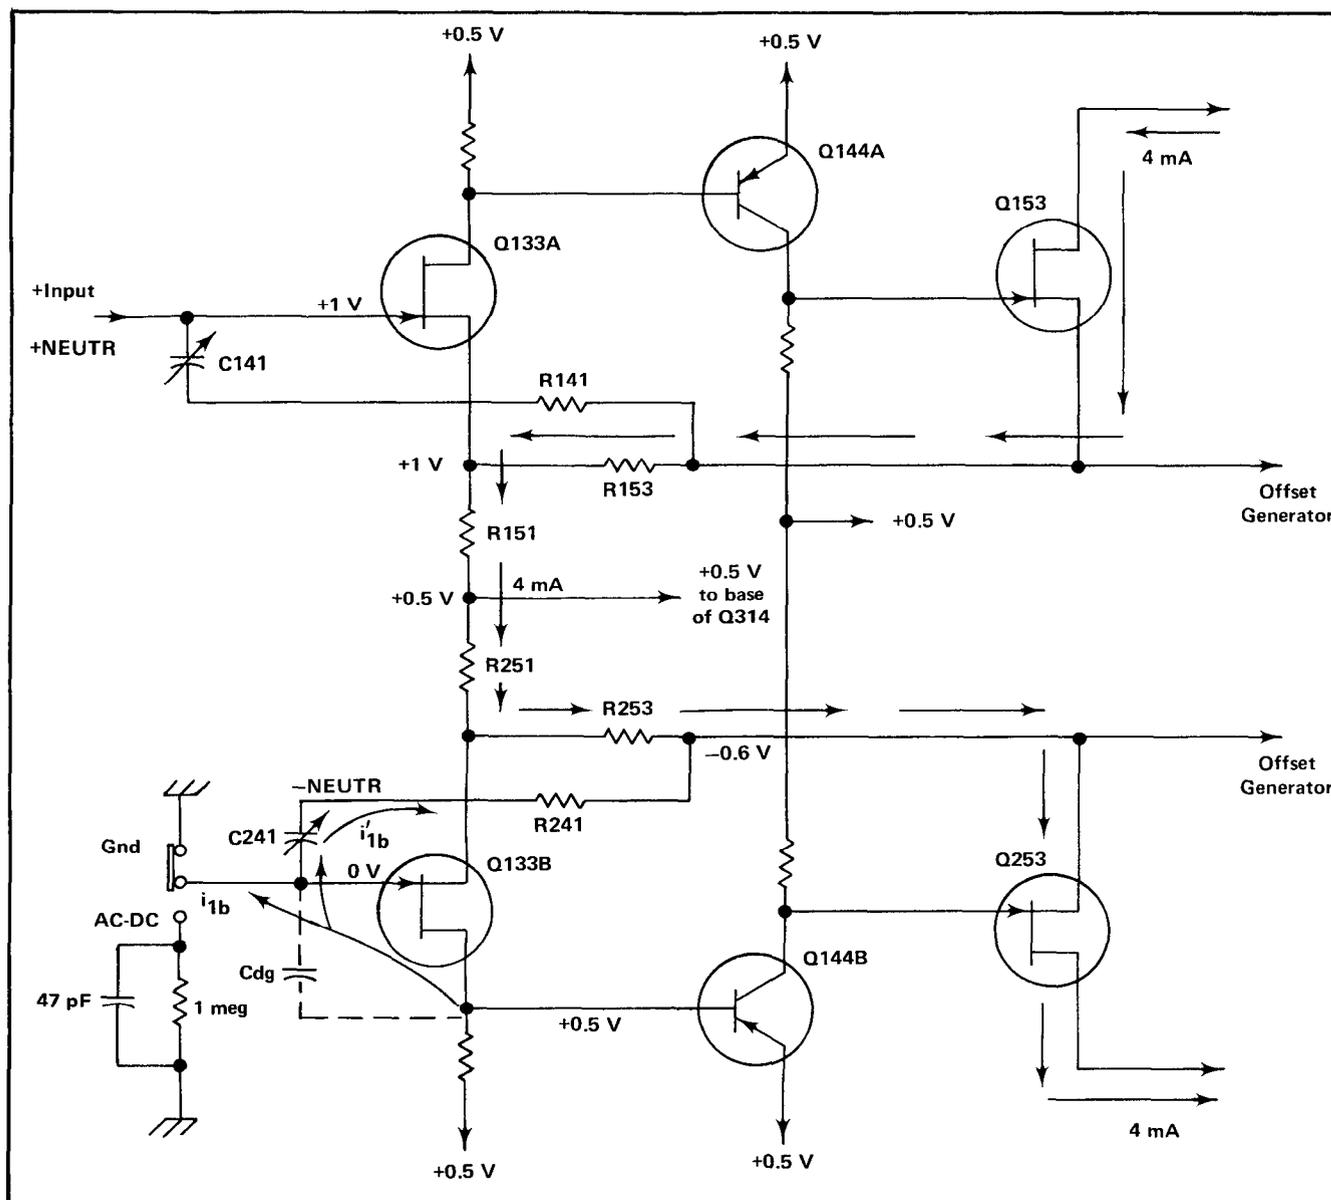 +0.5 V
+0.5 V
Q144A
4 mA
Q153
Q133A
+Input
+1 V
+NEUTR
C141
R141
+1 V
R153
Offset
Generator
R151
+0.5 V
+0.5 V
4 mA
+0.5 V
to base
of Q314
R251
R253
−0.6 V
Offset
Generator
−NEUTR
C241
i'1b
R241
Gnd
0 V
Q133B
Q253
i1b
AC-DC
Cdg
Q144B
47 pF
1 meg
+0.5 V
4 mA
+0.5 V
+0.5 V